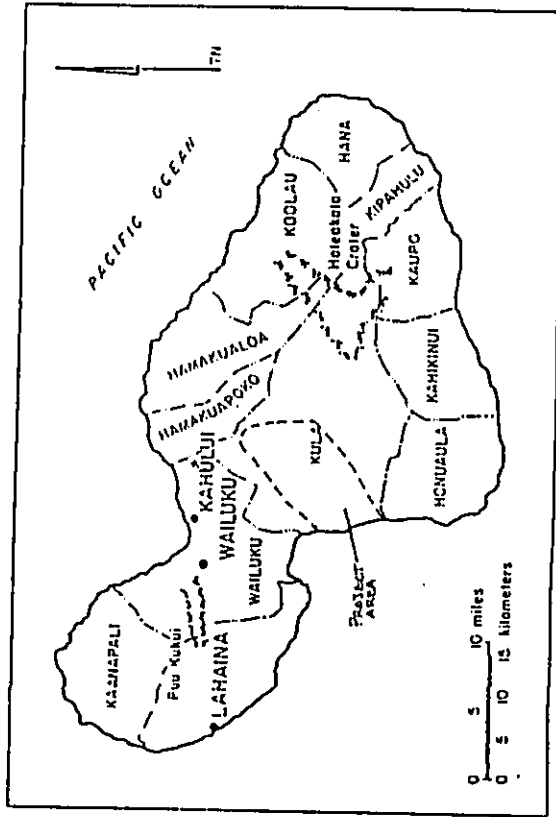 PACIFIC OCEAN
N
KAANAPALI
Puu Kukui
LAHAINA
WAILUKU
KAHULUI
WAILUKU
HAMAKUAPOKO
HAMAKUALOA
KOOLAU
HANA
Haleakala
Crater
KIPAHULU
KAUPO
KAHIKINUI
HONUAULA
KULA
PROJECT
AREA
0 5 10 miles
0 5 10 15 kilometers